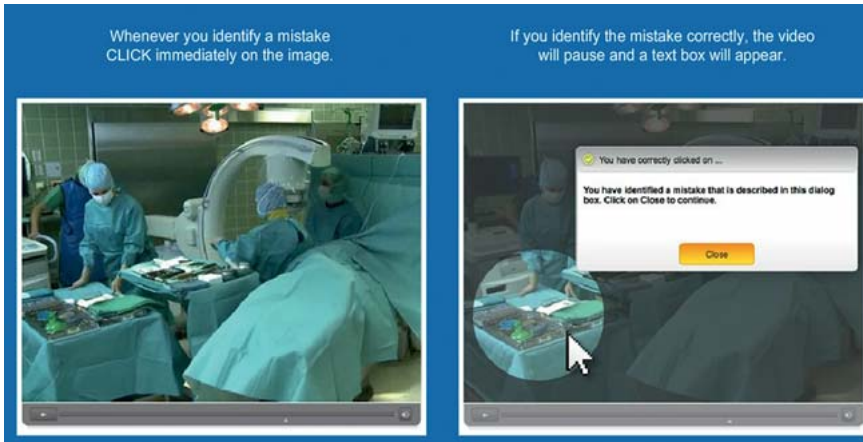 Whenever you identify a mistake
CLICK immediately on the image.
If you identify the mistake correctly, the video
will pause and a text box will appear.
You have correctly clicked on ...
You have identified a mistake that is described in this dialog
box. Click on Close to continue.
Close